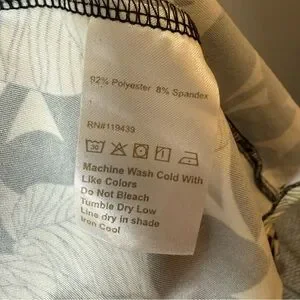 92% Polyester 8% Spandex
RN#119439
30
Machine Wash Cold With
Like Colors
Do Not Bleach
Tumble Dry Low
Line dry in shade
Iron Cool